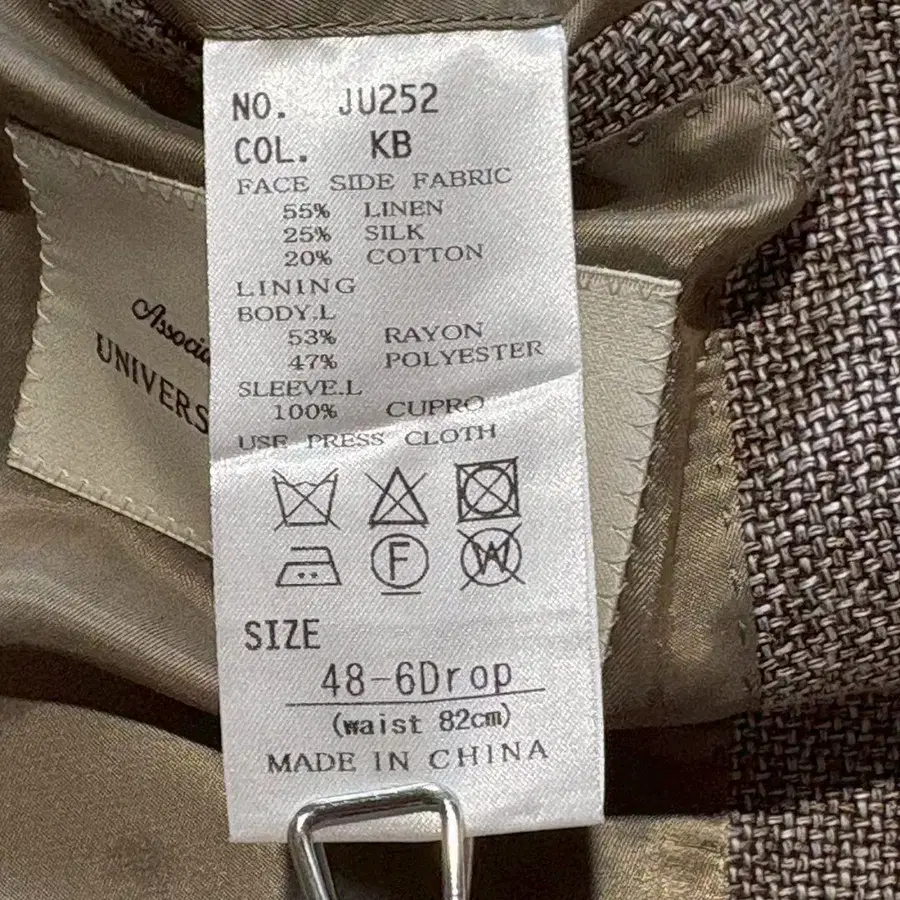 NO. JU252
COL. KB
FACE SIDE FABRIC
55% LINEN
25% SILK
20% COTTON
LINING
BODY.L
53% RAYON
47% POLYESTER
SLEEVE.L
100% CUPRO
USE PRESS CLOTH
F W
SIZE
48-6Drop
(waist 82cm)
MADE IN CHINA
Associa
UNIVERS